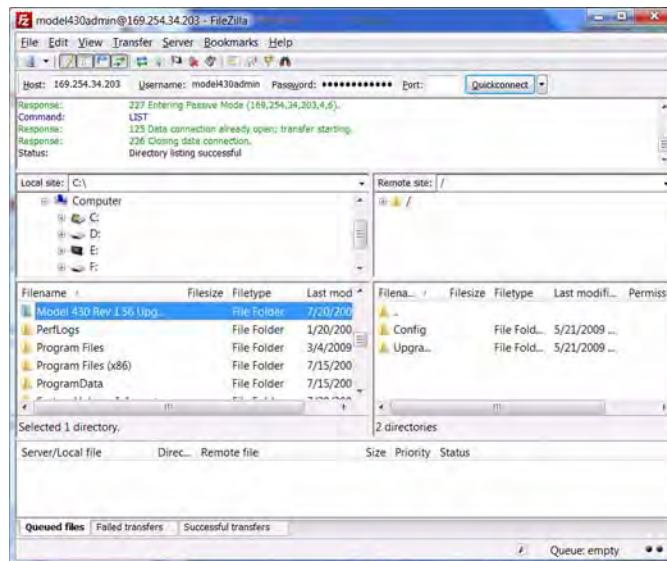 model430admin@169.254.34.203 - FileZilla
File Edit View Transfer Server Bookmarks Help
Host: 169.254.34.203 Username: model430admin Password: ●●●●●●●●●●●● Port: Quickconnect
Response: 227 Entering Passive Mode (169,254,34,203,4,6).
Command: LIST
Response: 125 Data connection already open; transfer starting.
Response: 226 Closing data connection.
Status: Directory listing successful
Local site: C:\ Remote site: /
Computer /
C:
D:
E:
F:
Filename / Filesize Filetype Last mod Filena... / Filesize Filetype Last modifi... Permiss
Model 430 Rev 1.56 Upg... File Folder 7/20/200 ..
PerfLogs File Folder 1/20/200 Config File Fold... 5/21/2009 ...
Program Files File Folder 3/4/2009 Upgra... File Fold... 5/21/2009 ...
Program Files (x86) File Folder 7/15/200
ProgramData File Folder 7/15/200
Selected 1 directory. 2 directories
Server/Local file Direc... Remote file Size Priority Status
Queued files Failed transfers Successful transfers
Queue: empty